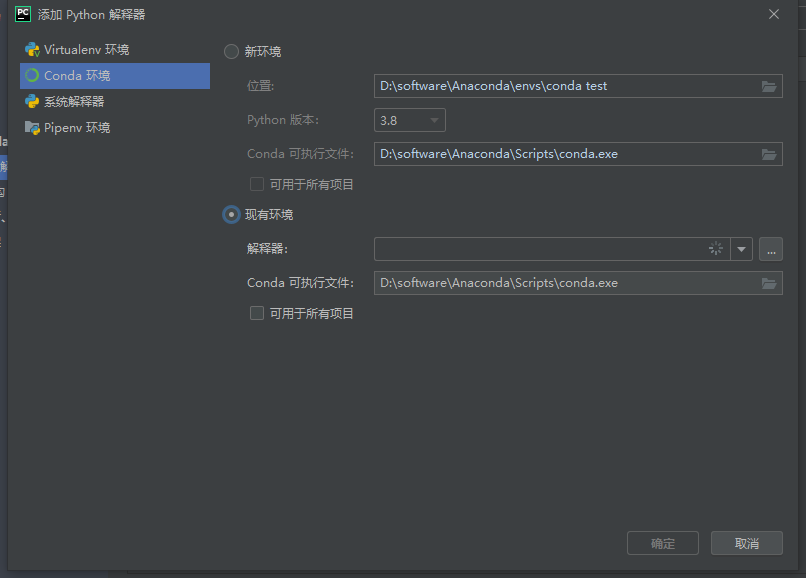 PC 添加 Python 解释器
Virtualenv 环境
Conda 环境
系统解释器
Pipenv 环境
新环境
位置: D:\software\Anaconda\envs\conda test
Python 版本: 3.8
Conda 可执行文件: D:\software\Anaconda\Scripts\conda.exe
可用于所有项目
现有环境
解释器: ...
Conda 可执行文件: D:\software\Anaconda\Scripts\conda.exe
可用于所有项目
确定 取消